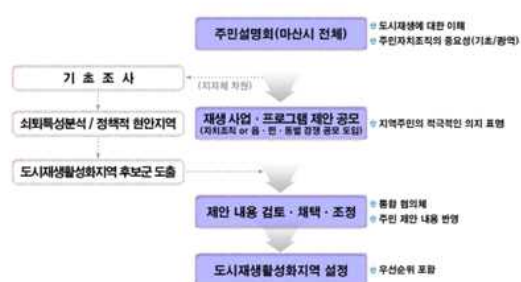 주민설명회(마산시 전체)
도시재생에 대한 이해
주민자치조직의 중요성(기초/광역)
기 초 조 사
(지자체 차원)
쇠퇴특성분석 / 정책적 현안지역
재생 사업 · 프로그램 제안 공모
(자치조직 or 읍 · 면 · 동별 경쟁 공모 도입)
지역주민의 적극적인 의지 표명
도시재생활성화지역 후보군 도출
제안 내용 검토 · 채택 · 조정
통합 협의체
주민 제안 내용 반영
도시재생활성화지역 설정
우선순위 포함